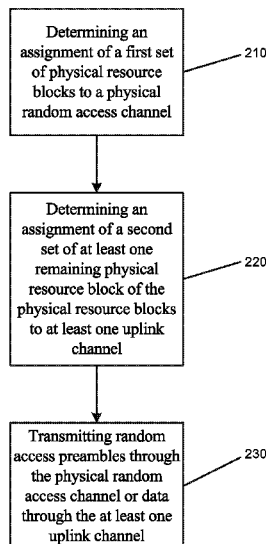 Determining an
assignment of a first set
of physical resource
blocks to a physical
random access channel
210
Determining an
assignment of a second
set of at least one
remaining physical
resource block of the
physical resource blocks
to at least one uplink
channel
220
Transmitting random
access preambles through
the physical random
access channel or data
through the at least one
uplink channel
230